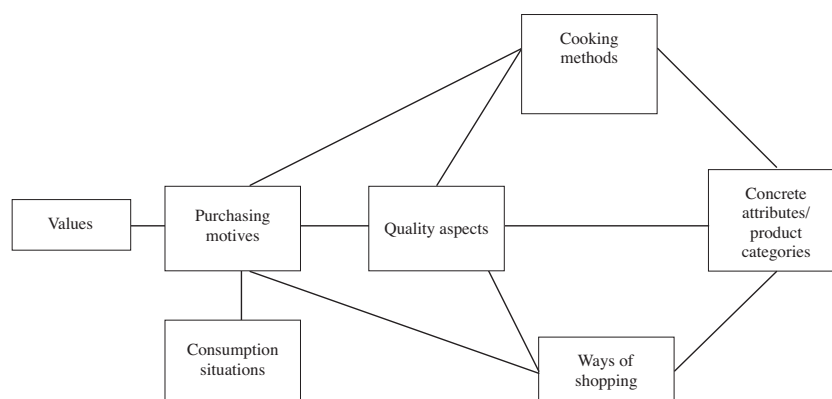 Cooking
methods
Values
Purchasing
motives
Quality aspects
Concrete
attributes/
product
categories
Consumption
situations
Ways of
shopping